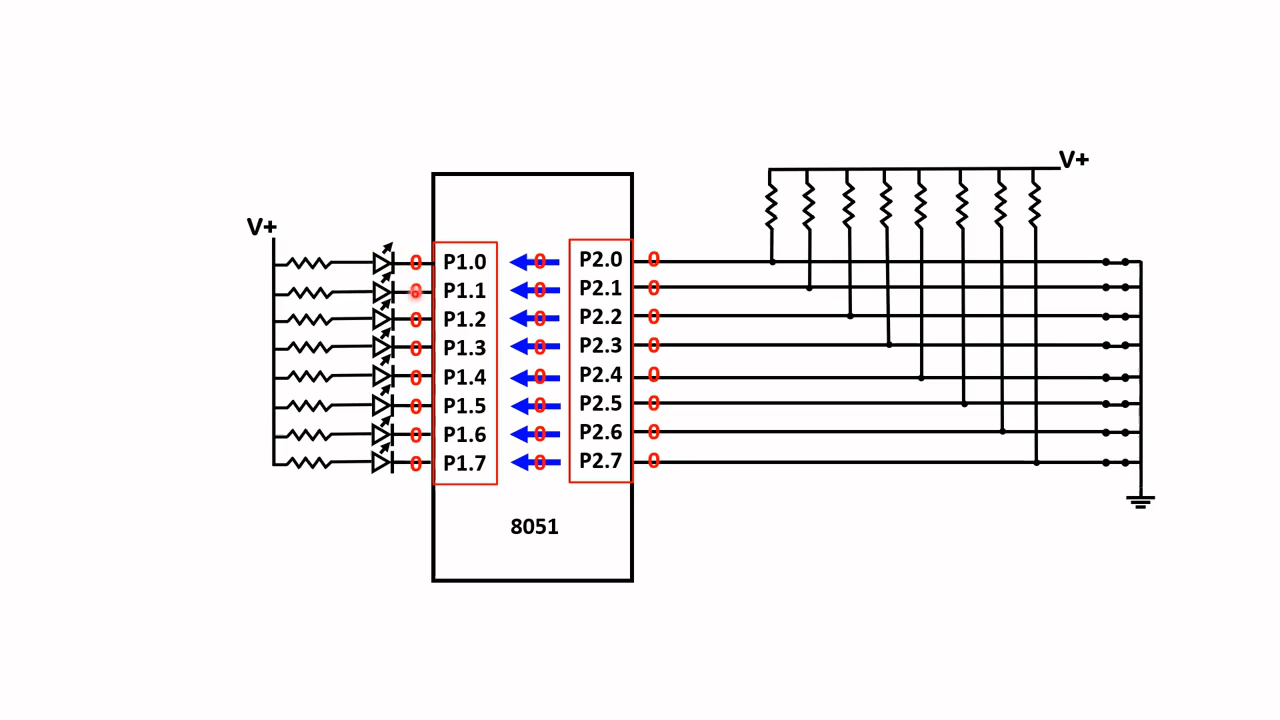 V+
V+
0 P1.0 0 P2.0 0
0 P1.1 0 P2.1 0
0 P1.2 0 P2.2 0
0 P1.3 0 P2.3 0
0 P1.4 0 P2.4 0
0 P1.5 0 P2.5 0
0 P1.6 0 P2.6 0
0 P1.7 0 P2.7 0
8051